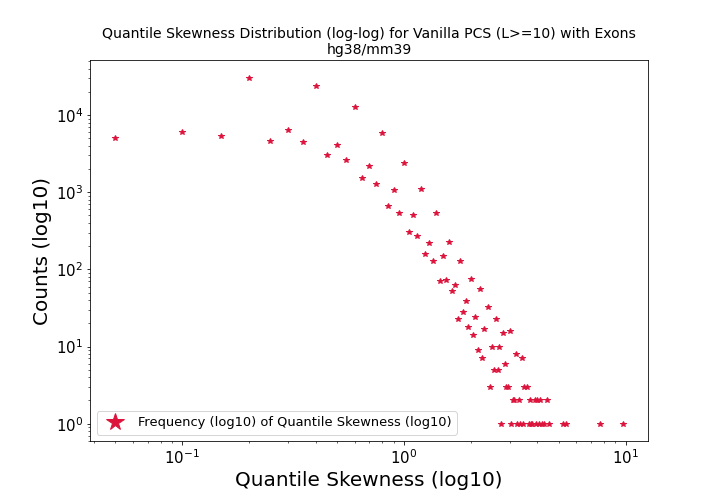 Quantile Skewness Distribution (log-log) for Vanilla PCS (L>=10) with Exons
hg38/mm39
Counts (log10)
10⁴
10³
10²
10¹
10⁰
Frequency (log10) of Quantile Skewness (log10)
10⁻¹ 10⁰ 10¹
Quantile Skewness (log10)